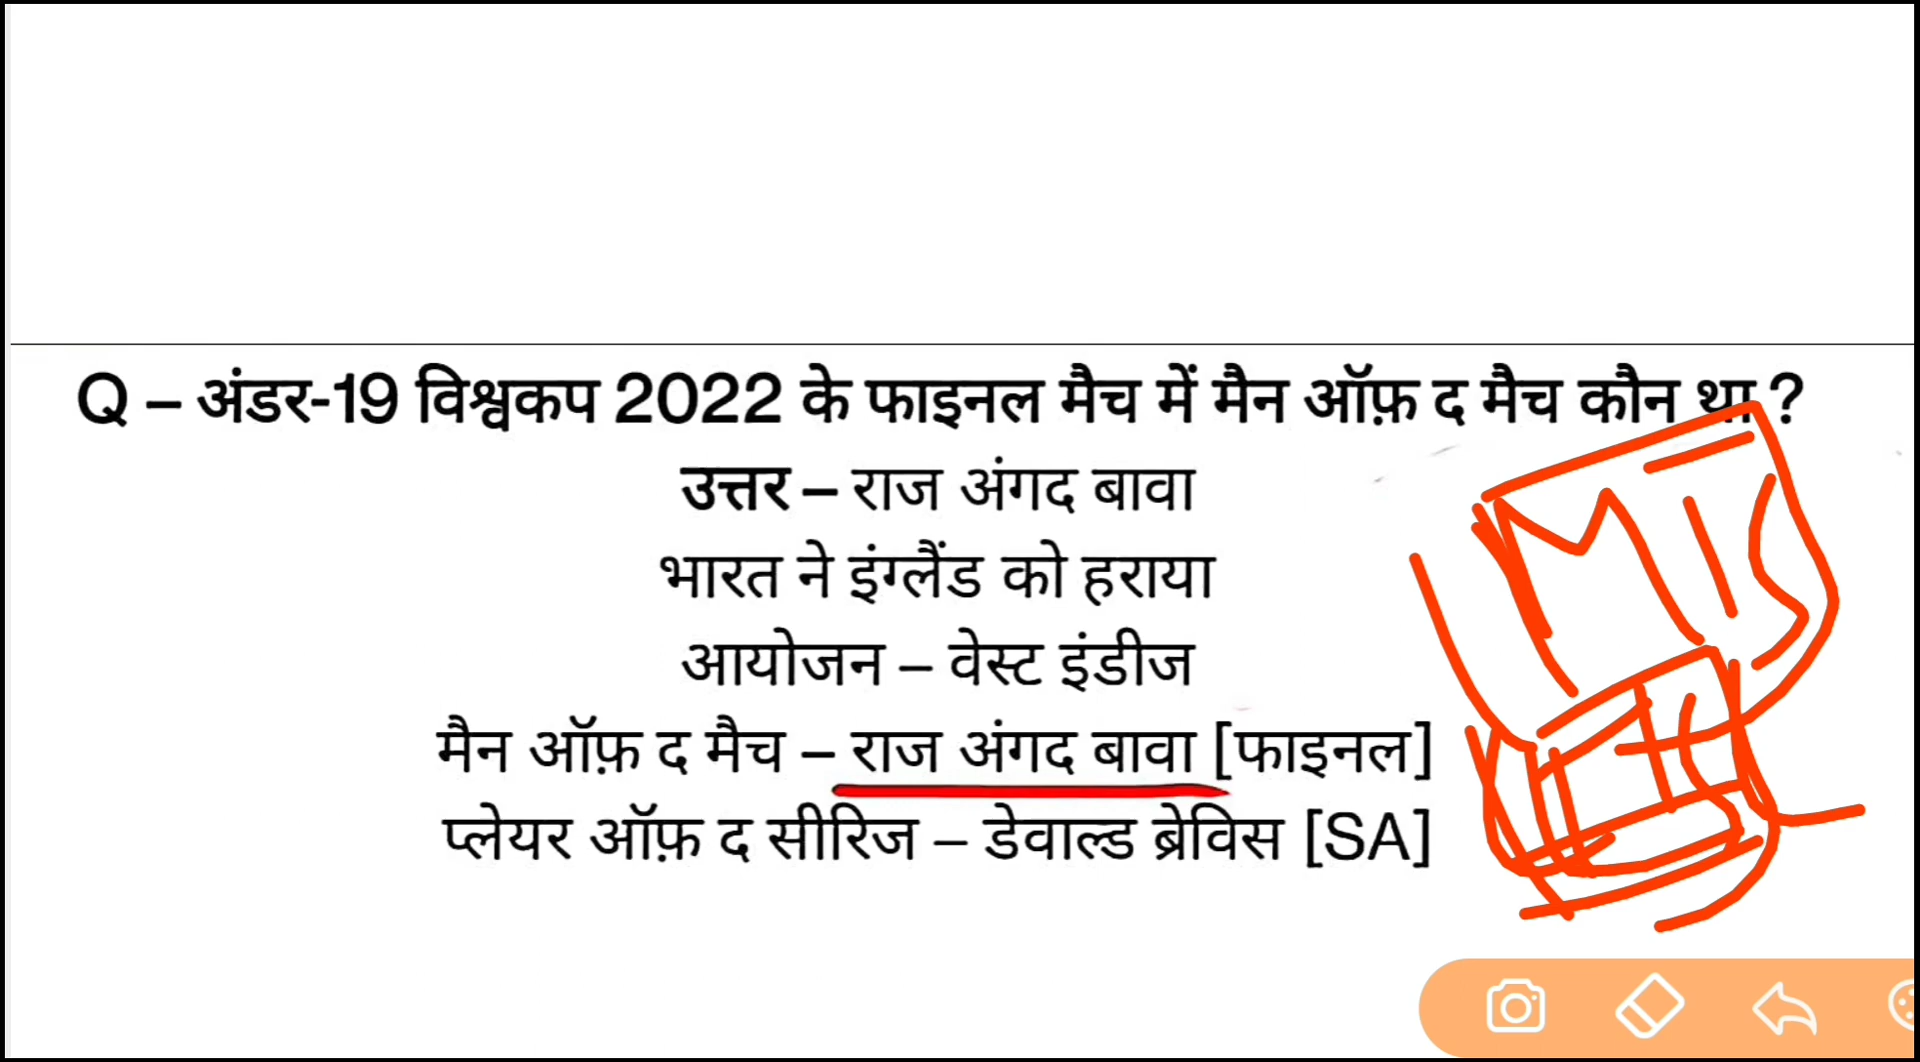 Q – अंडर-19 विश्वकप 2022 के फाइनल मैच में मैन ऑफ़ द मैच कौन था ?
उत्तर – राज अंगद बावा
भारत ने इंग्लैंड को हराया
आयोजन – वेस्ट इंडीज
मैन ऑफ़ द मैच – राज अंगद बावा [फाइनल]
प्लेयर ऑफ़ द सीरिज – डेवाल्ड ब्रेविस [SA]